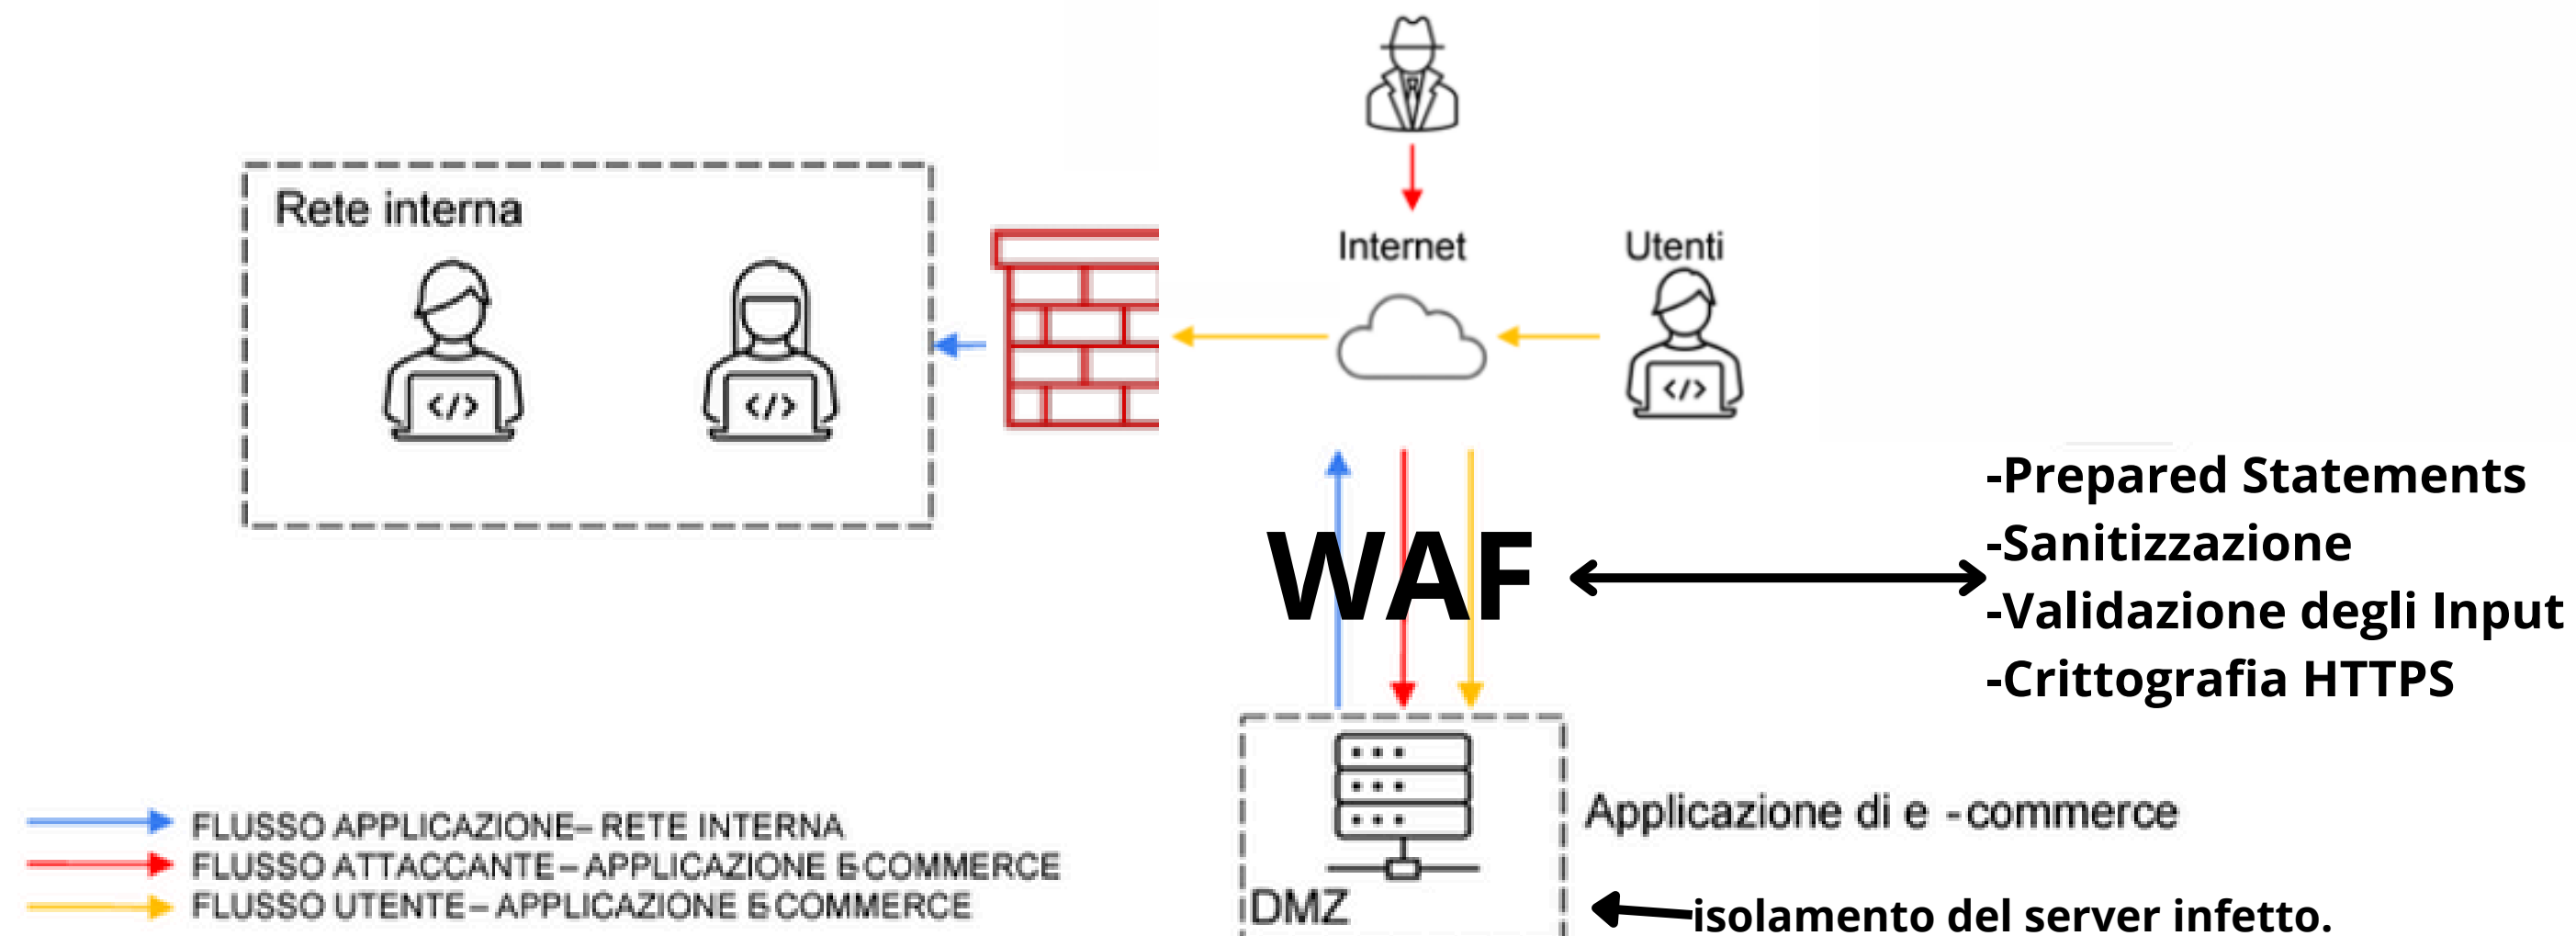 Rete interna
Internet
Utenti
-Prepared Statements
-Sanitizzazione
-Validazione degli Input
-Crittografia HTTPS
WAF
FLUSSO APPLICAZIONE– RETE INTERNA
FLUSSO ATTACCANTE – APPLICAZIONE E-COMMERCE
FLUSSO UTENTE – APPLICAZIONE E-COMMERCE
Applicazione di e -commerce
DMZ
isolamento del server infetto.